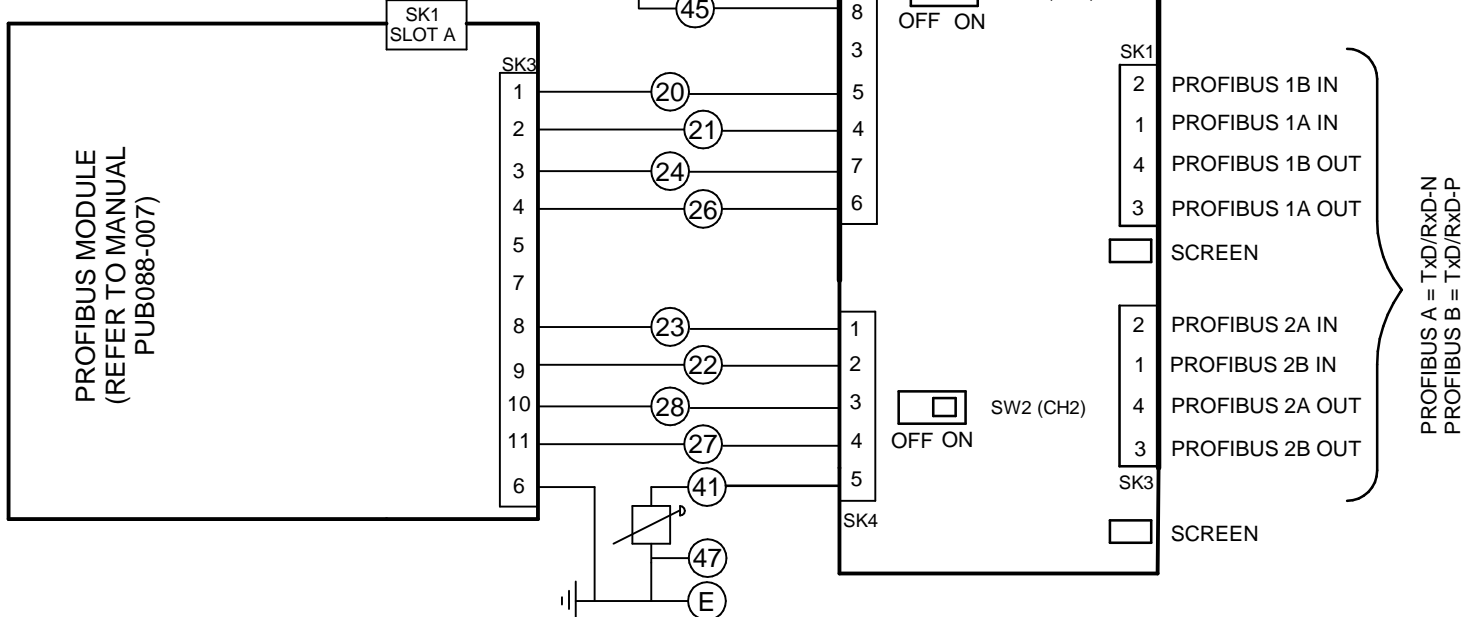 SK1
SLOT A
PROFIBUS MODULE
(REFER TO MANUAL
PUB088-007)
SK3
1
2
3
4
5
7
8
9
10
11
6
45
20
21
24
26
23
22
28
27
41
47
E
8
3
5
4
7
6
1
2
3
4
5
SK4
OFF ON
OFF ON
SW2 (CH2)
SK1
2 PROFIBUS 1B IN
1 PROFIBUS 1A IN
4 PROFIBUS 1B OUT
3 PROFIBUS 1A OUT
SCREEN
2 PROFIBUS 2A IN
1 PROFIBUS 2B IN
4 PROFIBUS 2A OUT
3 PROFIBUS 2B OUT
SK3
SCREEN
PROFIBUS A = TxD/RxD-N
PROFIBUS B = TxD/RxD-P